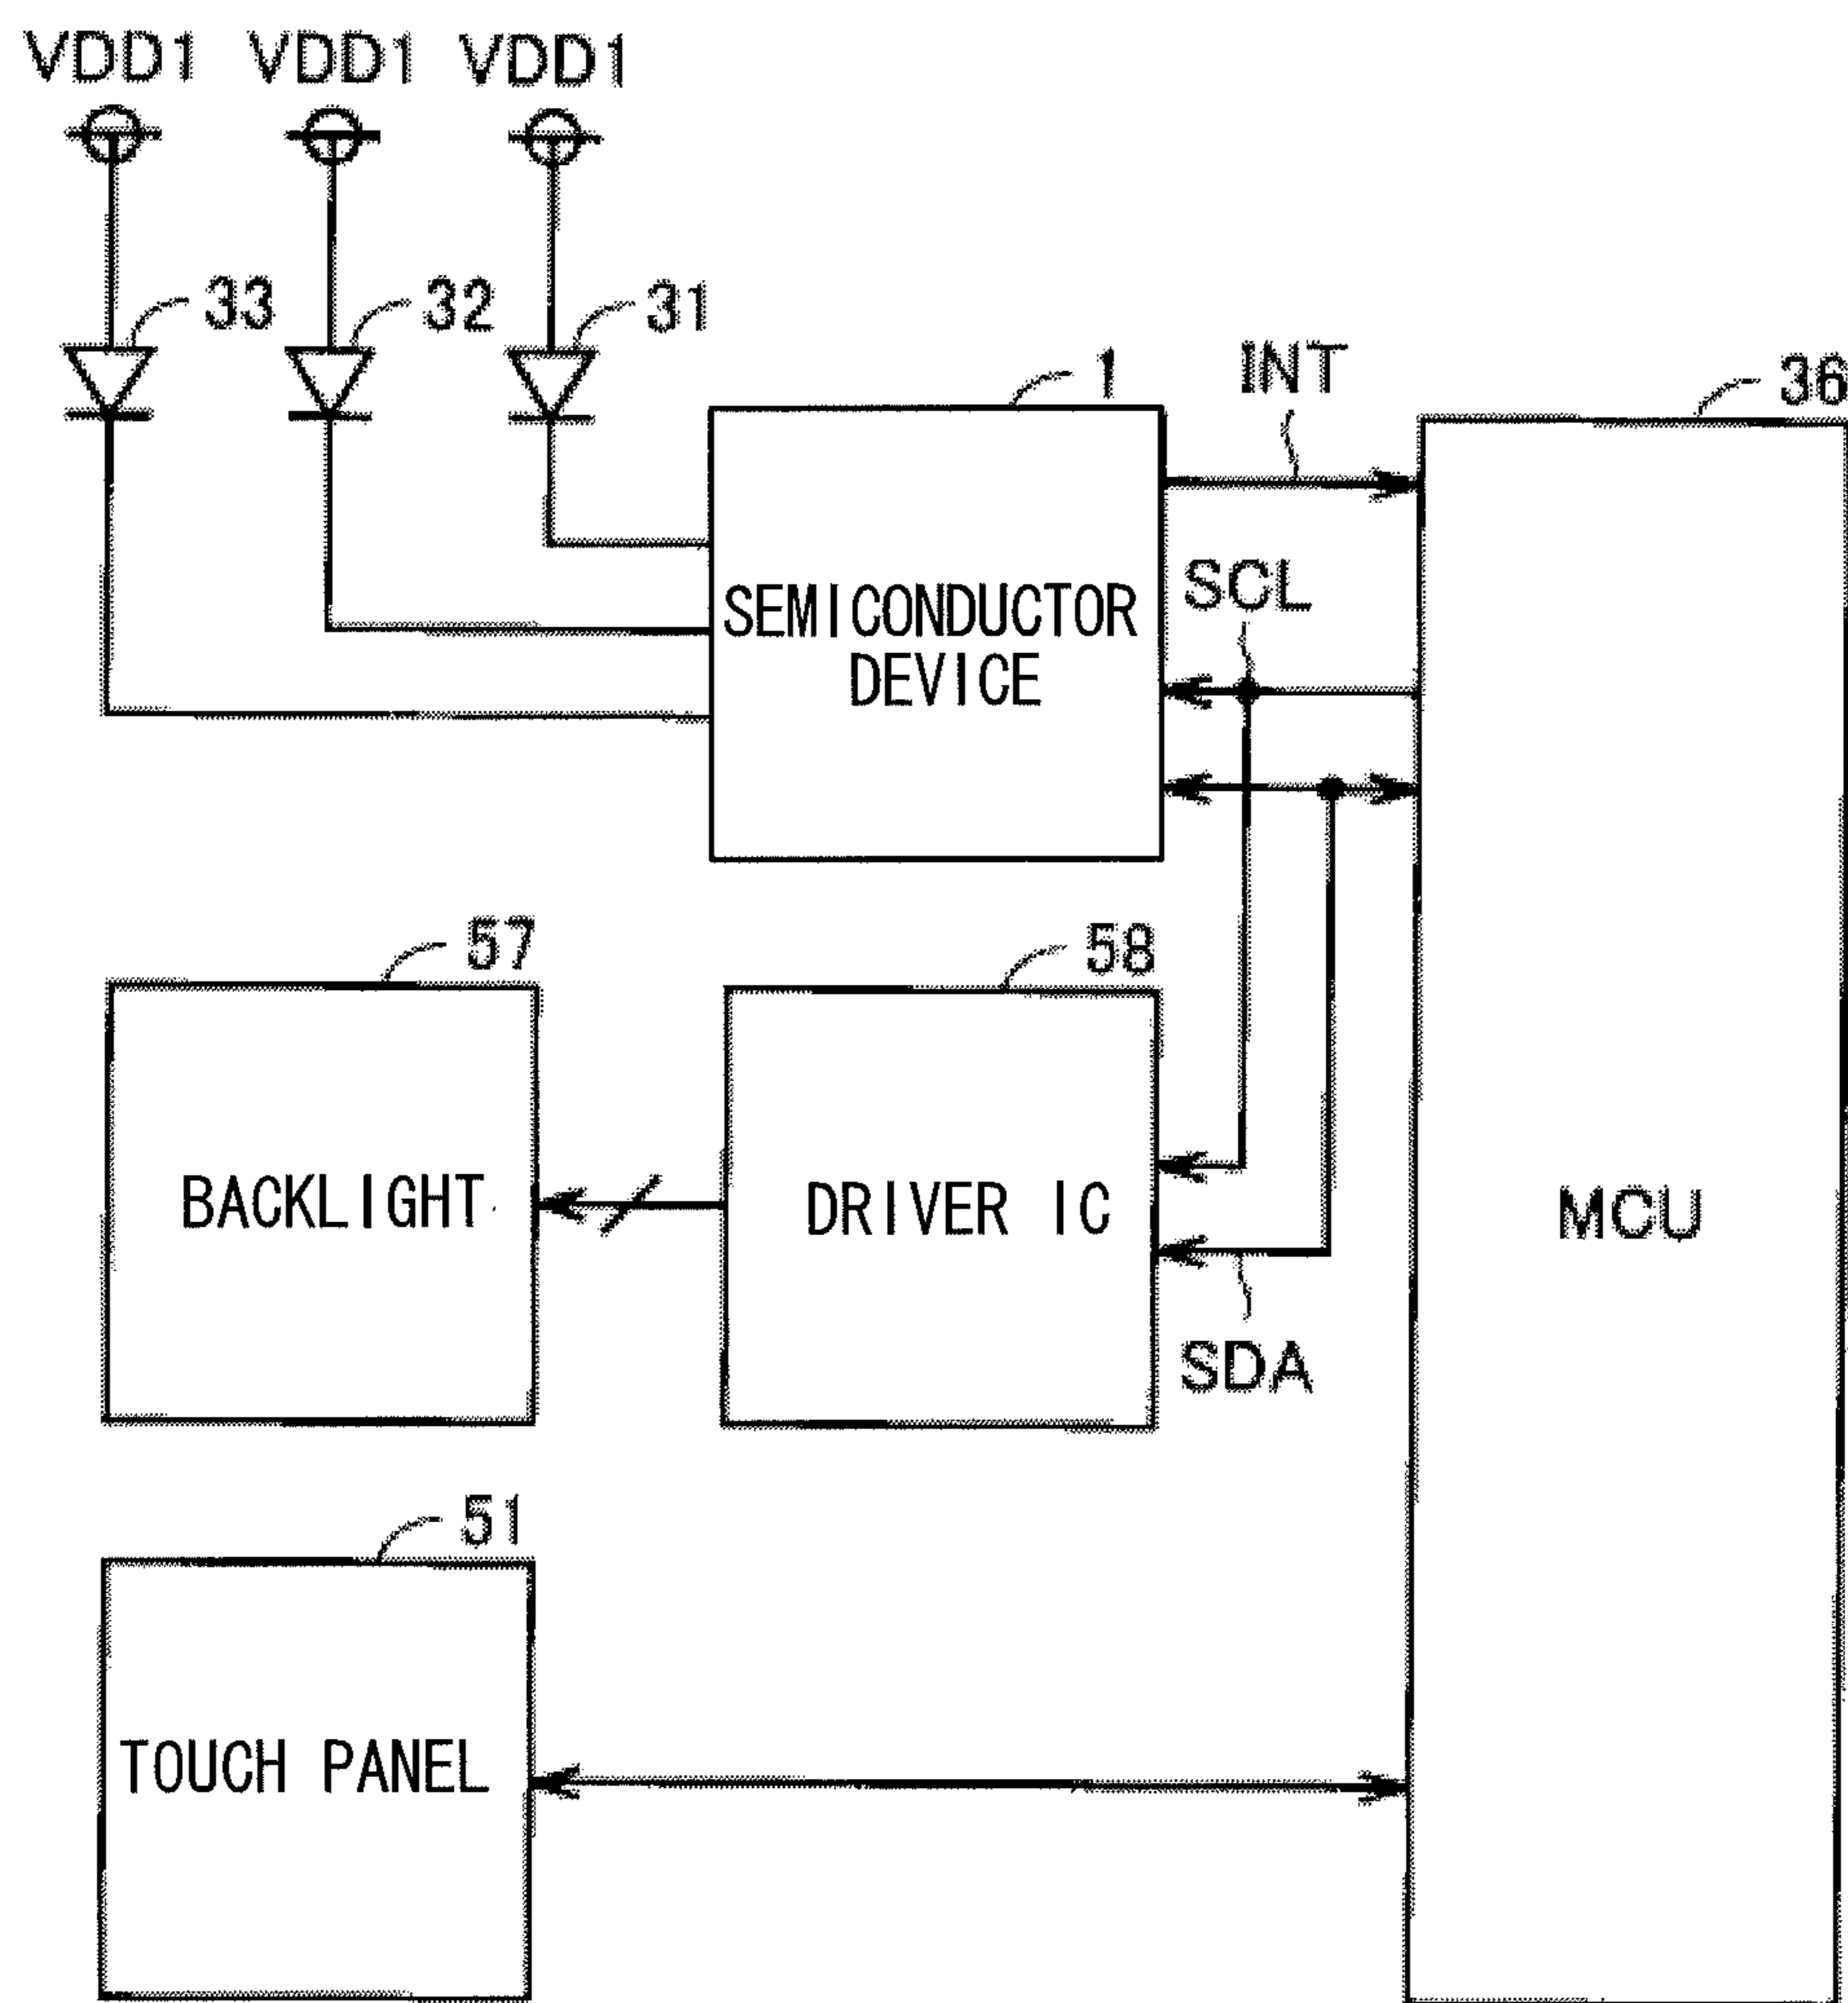 VDD1 VDD1 VDD1
33 32 31
1
INT
36
SCL
SEMICONDUCTOR
DEVICE
57
58
BACKLIGHT
DRIVER IC
MCU
SDA
51
TOUCH PANEL